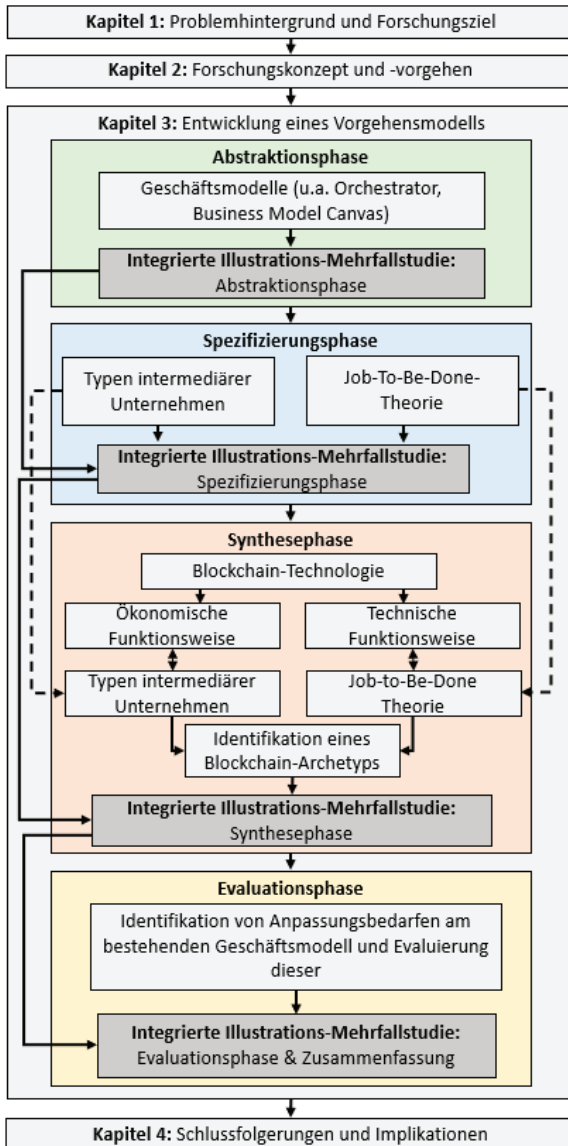 Kapitel 1: Problemhintergrund und Forschungsziel
Kapitel 2: Forschungskonzept und -vorgehen
Kapitel 3: Entwicklung eines Vorgehensmodells
Abstraktionsphase
Geschäftsmodelle (u.a. Orchestrator,
Business Model Canvas)
Integrierte Illustrations-Mehrfallstudie:
Abstraktionsphase
Spezifizierungsphase
Typen intermediärer
Unternehmen
Job-To-Be-Done-
Theorie
Integrierte Illustrations-Mehrfallstudie:
Spezifizierungsphase
Synthesephase
Blockchain-Technologie
Ökonomische
Funktionsweise
Technische
Funktionsweise
Typen intermediärer
Unternehmen
Job-to-Be-Done
Theorie
Identifikation eines
Blockchain-Archetyps
Integrierte Illustrations-Mehrfallstudie:
Synthesephase
Evaluationsphase
Identifikation von Anpassungsbedarfen am
bestehenden Geschäftsmodell und Evaluierung
dieser
Integrierte Illustrations-Mehrfallstudie:
Evaluationsphase & Zusammenfassung
Kapitel 4: Schlussfolgerungen und Implikationen